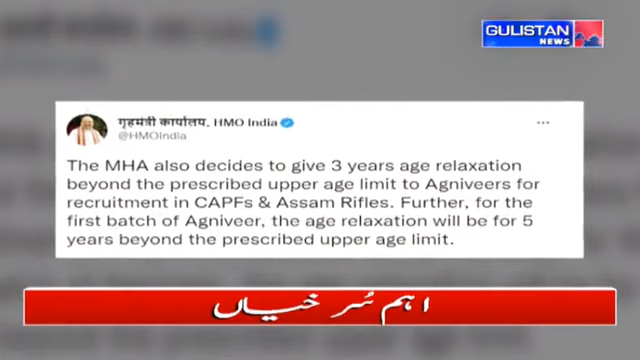 GULISTAN
NEWS
गृहमंत्री कार्यालय, HMO India
@HMOIndia
The MHA also decides to give 3 years age relaxation
beyond the prescribed upper age limit to Agniveers for
recruitment in CAPFs & Assam Rifles. Further, for the
first batch of Agniveer, the age relaxation will be for 5
years beyond the prescribed upper age limit.
اہم سُرخیاں